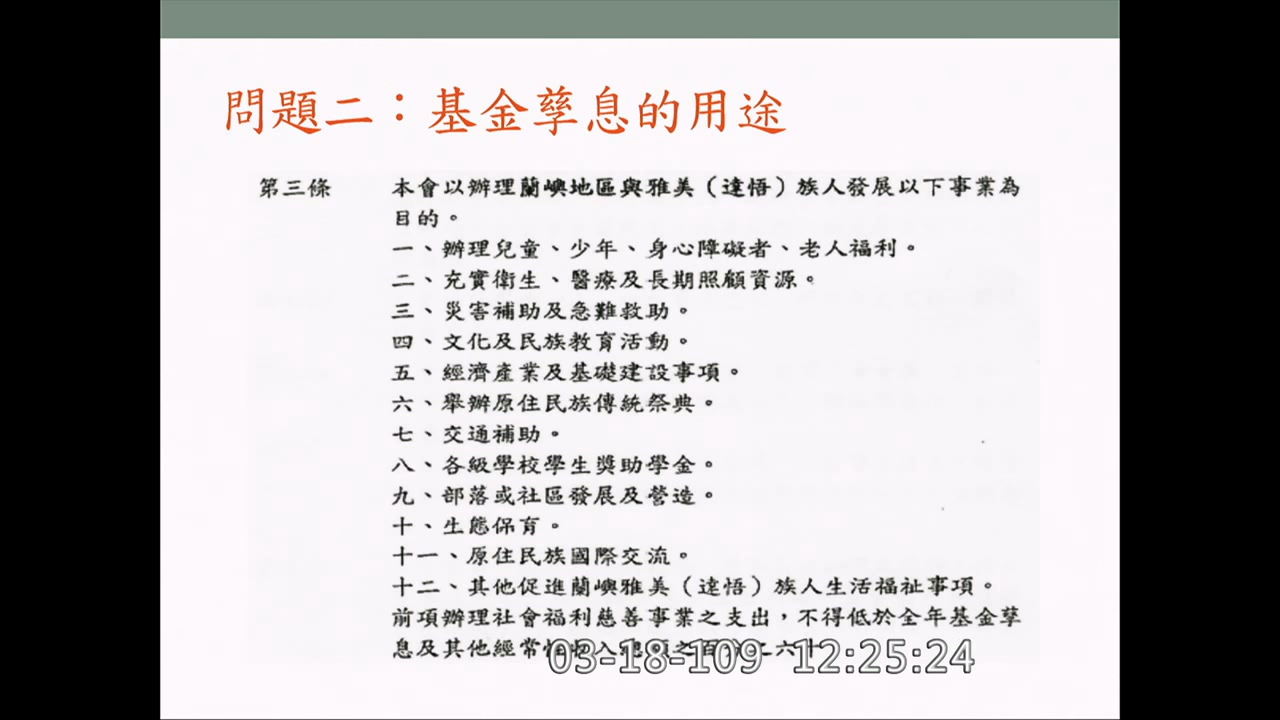 問題二：基金孳息的用途
第三條　本會以辦理蘭嶼地區與雅美（達悟）族人發展以下事業為
目的。
一、辦理兒童、少年、身心障礙者、老人福利。
二、充實衛生、醫療及長期照顧資源。
三、災害補助及急難救助。
四、文化及民族教育活動。
五、經濟產業及基礎建設事項。
六、舉辦原住民族傳統祭典。
七、交通補助。
八、各級學校學生獎助學金。
九、部落或社區發展及營造。
十、生態保育。
十一、原住民族國際交流。
十二、其他促進蘭嶼雅美（達悟）族人生活福祉事項。
前項辦理社會福利慈善事業之支出，不得低於全年基金孳
息及其他經常性收入總額之百分之六十
03-18-109 12:25:24